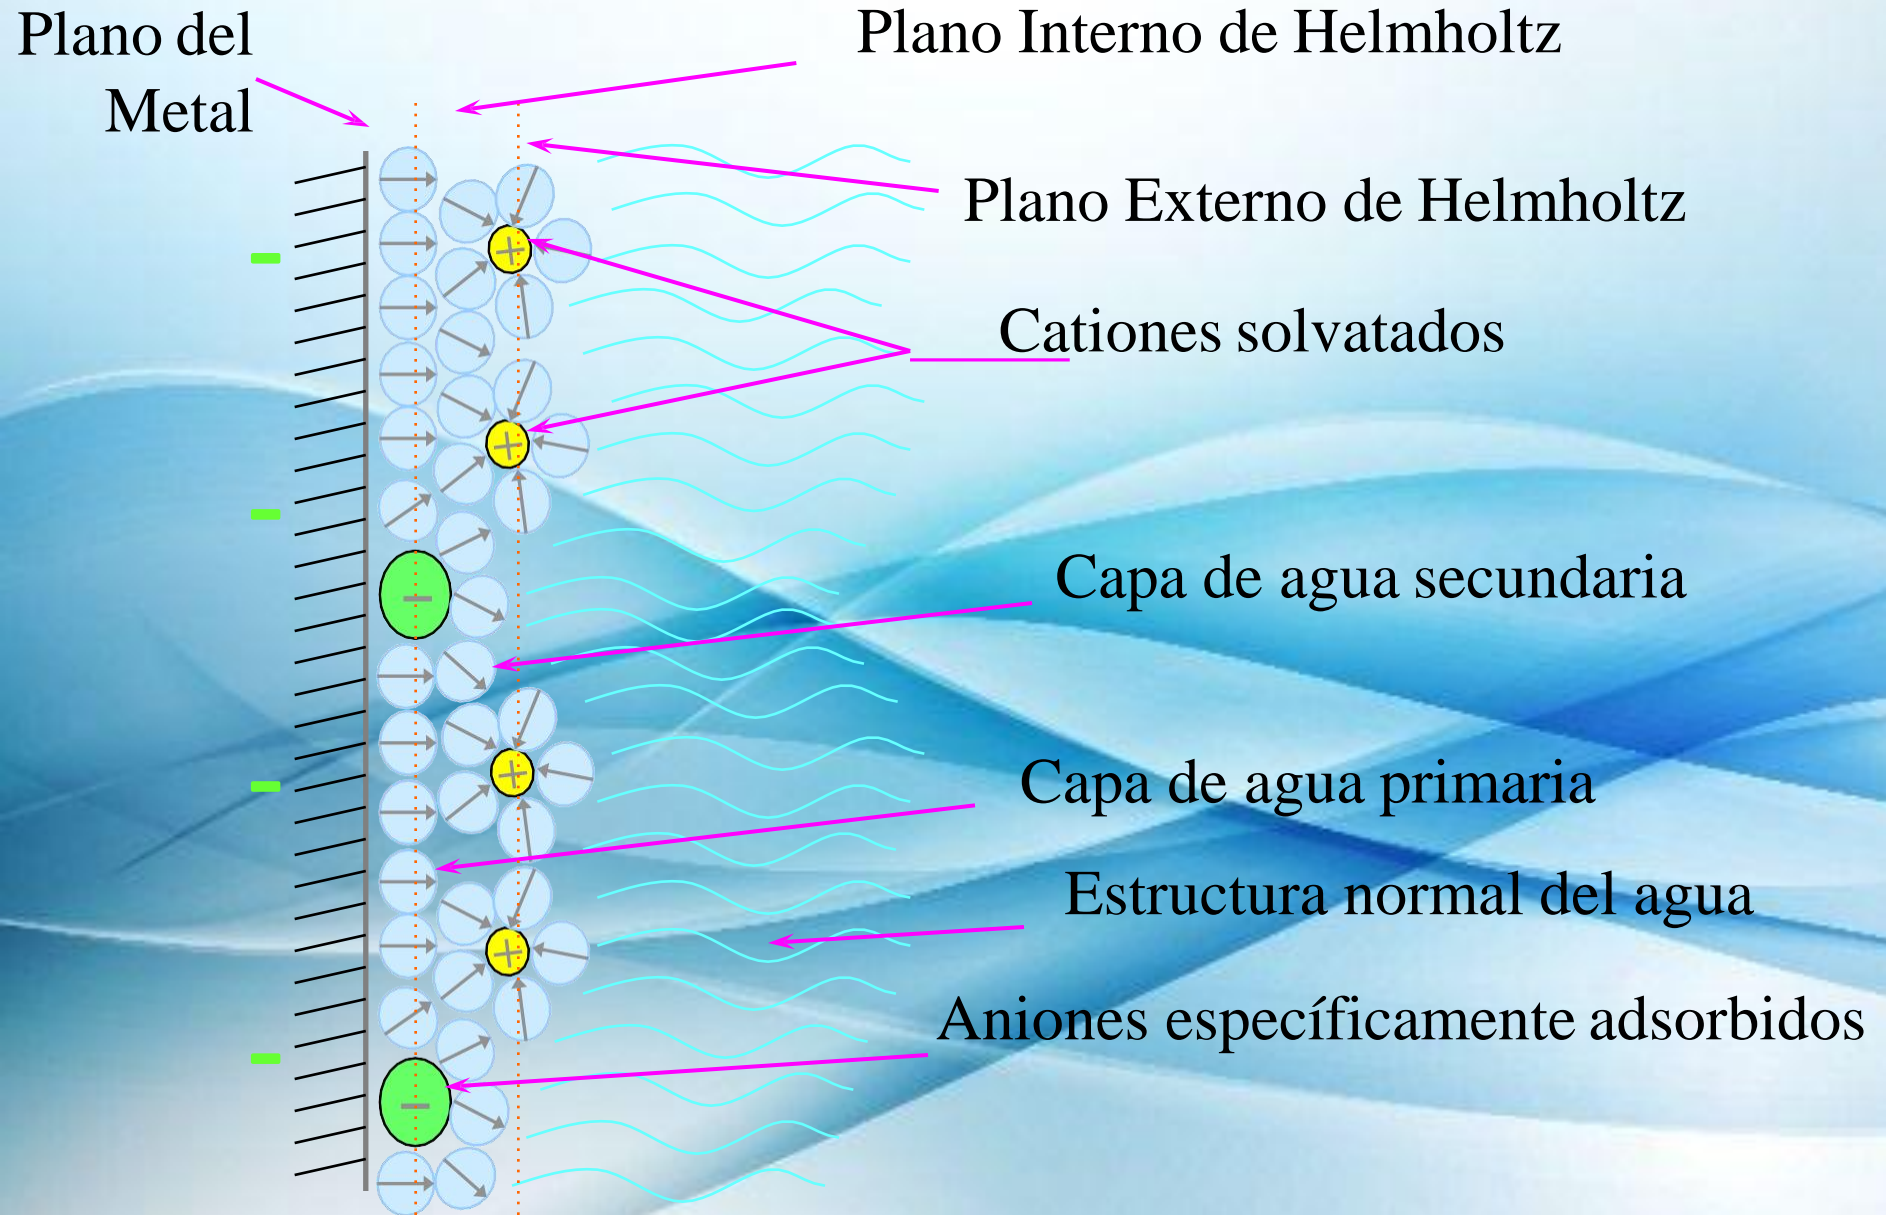 Plano del
Metal
Plano Interno de Helmholtz
Plano Externo de Helmholtz
Cationes solvatados
Capa de agua secundaria
Capa de agua primaria
Estructura normal del agua
Aniones específicamente adsorbidos